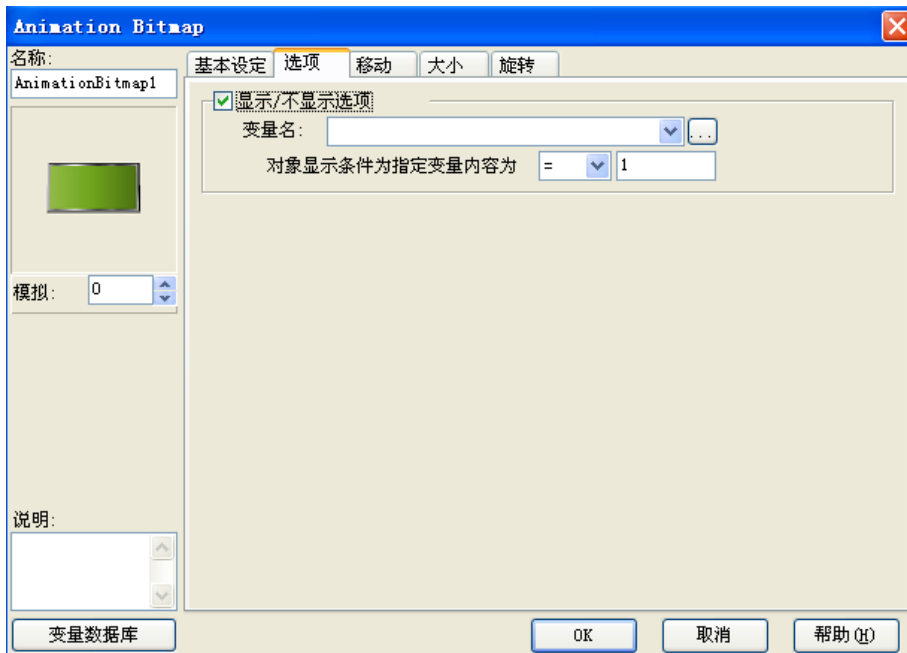 Animation Bitmap
名称:
AnimationBitmap1
基本设定 选项 移动 大小 旋转
显示/不显示选项
变量名: ...
对象显示条件为指定变量内容为 = 1
模拟: 0
说明:
变量数据库 OK 取消 帮助(H)